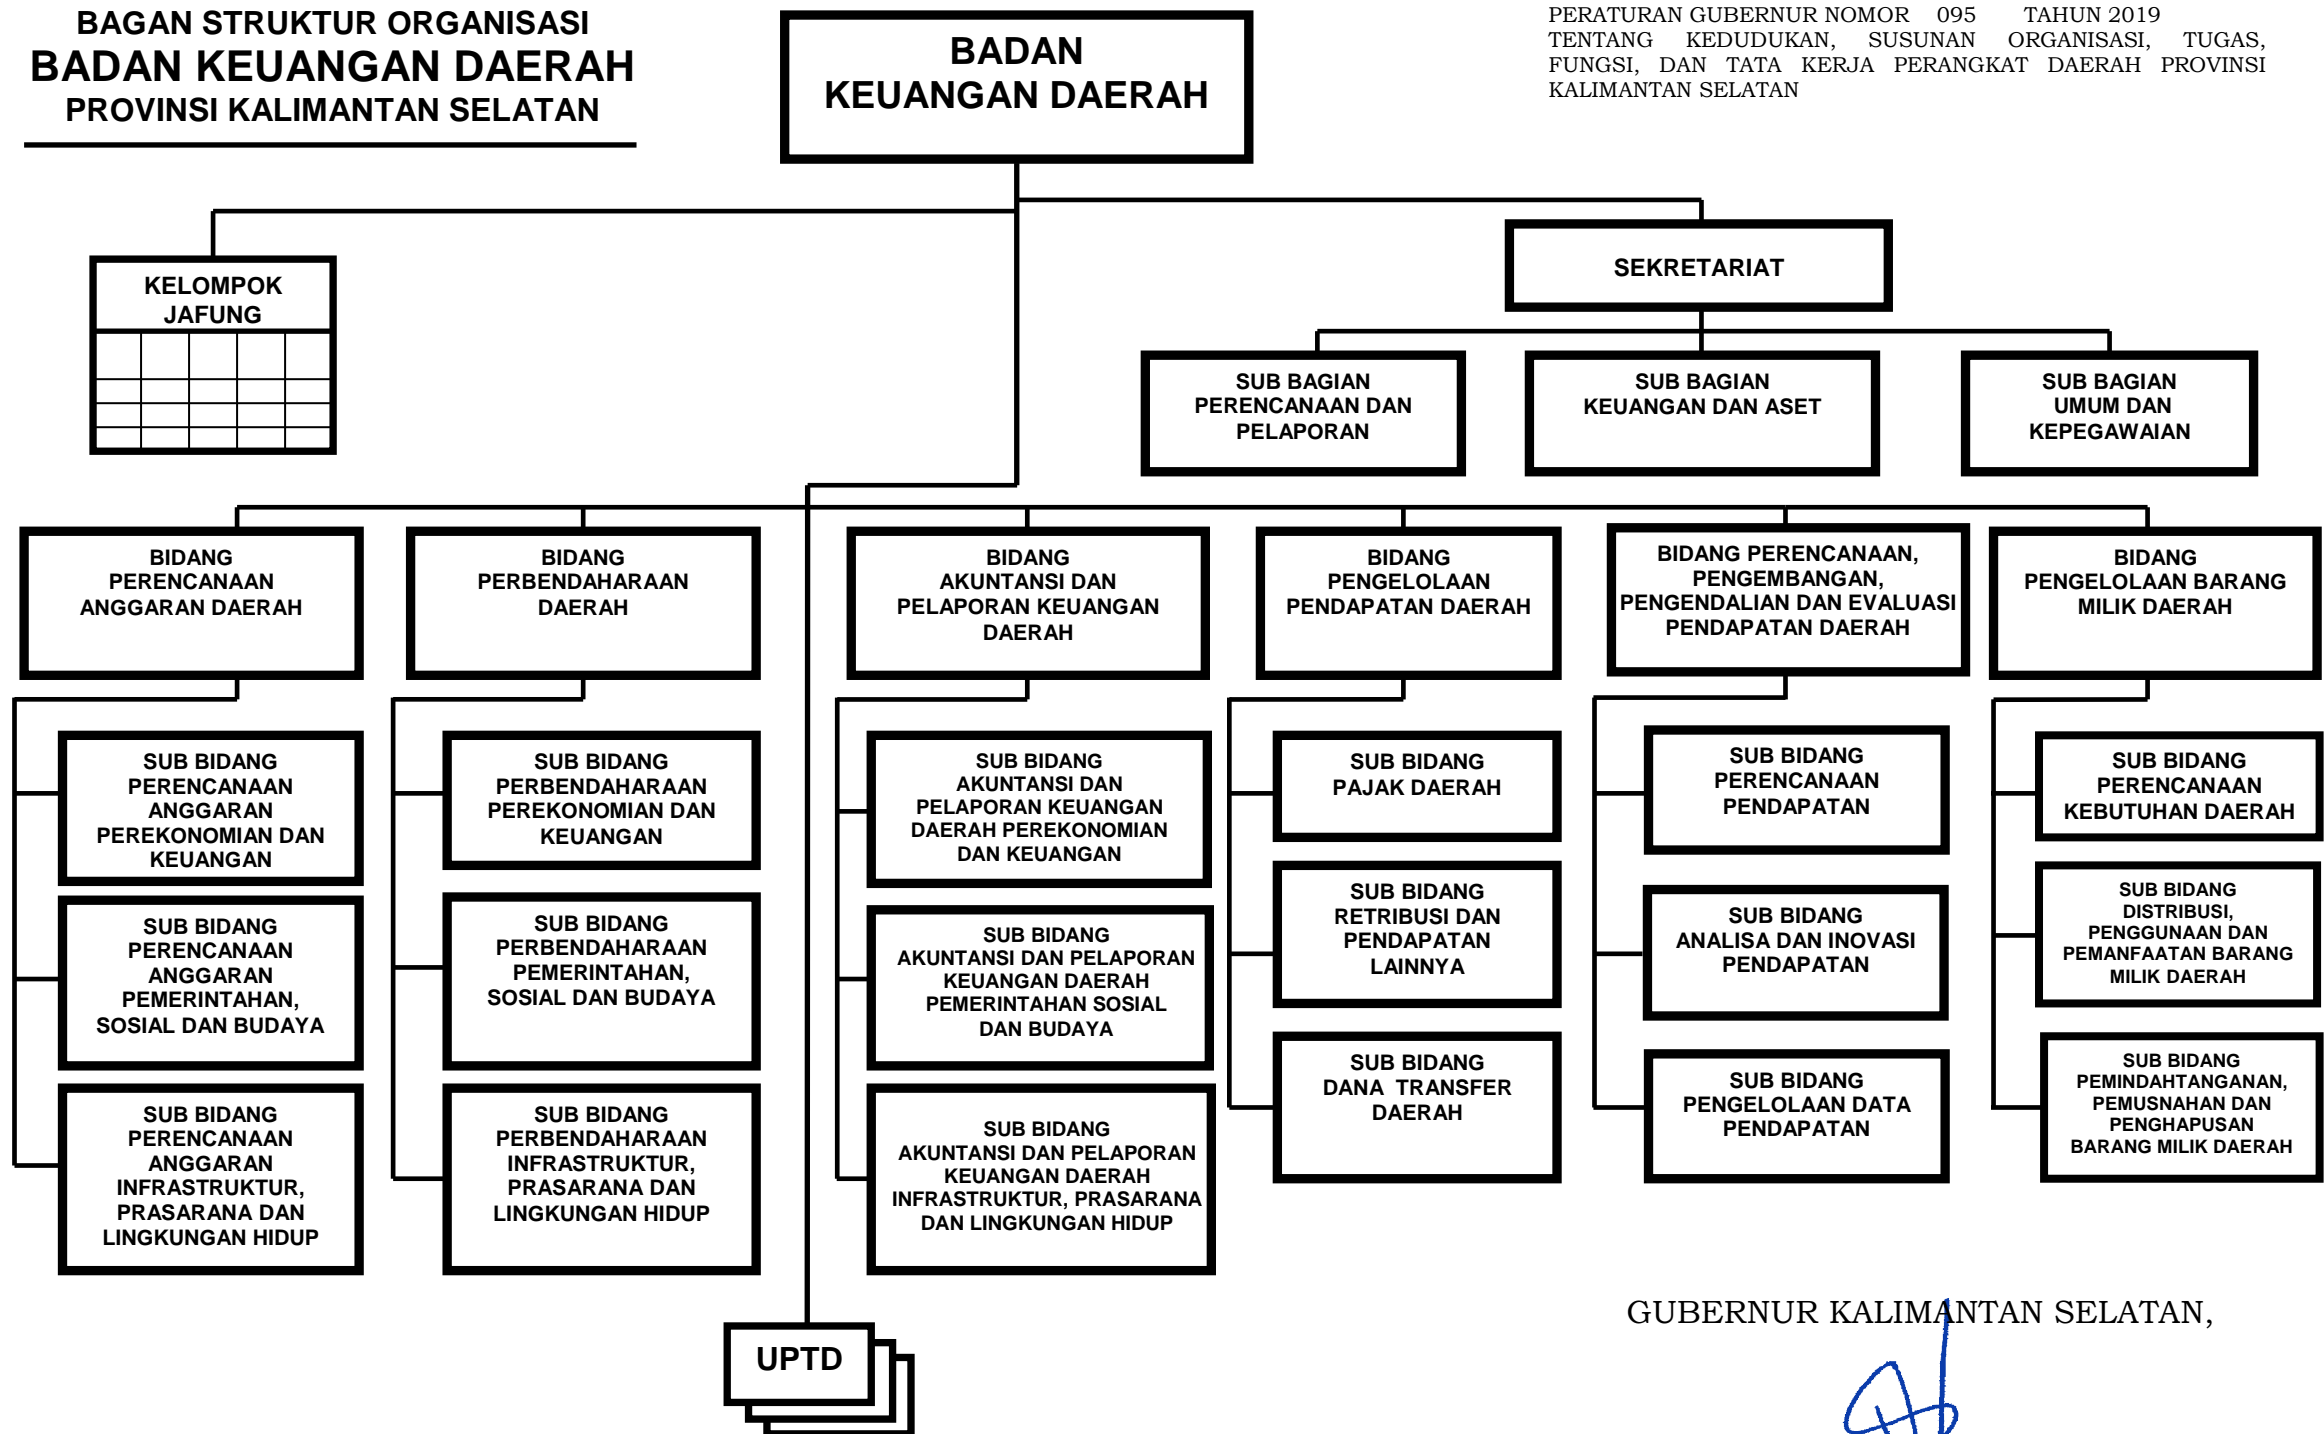 BAGAN STRUKTUR ORGANISASI
BADAN KEUANGAN DAERAH
PROVINSI KALIMANTAN SELATAN
BADAN
KEUANGAN DAERAH
PERATURAN GUBERNUR NOMOR 095 TAHUN 2019
TENTANG KEDUDUKAN, SUSUNAN ORGANISASI, TUGAS,
FUNGSI, DAN TATA KERJA PERANGKAT DAERAH PROVINSI
KALIMANTAN SELATAN
KELOMPOK
JAFUNG
SEKRETARIAT
SUB BAGIAN
PERENCANAAN DAN
PELAPORAN
SUB BAGIAN
KEUANGAN DAN ASET
SUB BAGIAN
UMUM DAN
KEPEGAWAIAN
BIDANG
PERENCANAAN
ANGGARAN DAERAH
BIDANG
PERBENDAHARAAN
DAERAH
BIDANG
AKUNTANSI DAN
PELAPORAN KEUANGAN
DAERAH
BIDANG
PENGELOLAAN
PENDAPATAN DAERAH
BIDANG PERENCANAAN,
PENGEMBANGAN,
PENGENDALIAN DAN EVALUASI
PENDAPATAN DAERAH
BIDANG
PENGELOLAAN BARANG
MILIK DAERAH
SUB BIDANG
PERENCANAAN
ANGGARAN
PEREKONOMIAN DAN
KEUANGAN
SUB BIDANG
PERENCANAAN
ANGGARAN
PEMERINTAHAN,
SOSIAL DAN BUDAYA
SUB BIDANG
PERENCANAAN
ANGGARAN
INFRASTRUKTUR,
PRASARANA DAN
LINGKUNGAN HIDUP
SUB BIDANG
PERBENDAHARAAN
PEREKONOMIAN DAN
KEUANGAN
SUB BIDANG
PERBENDAHARAAN
PEMERINTAHAN,
SOSIAL DAN BUDAYA
SUB BIDANG
PERBENDAHARAAN
INFRASTRUKTUR,
PRASARANA DAN
LINGKUNGAN HIDUP
SUB BIDANG
AKUNTANSI DAN
PELAPORAN KEUANGAN
DAERAH PEREKONOMIAN
DAN KEUANGAN
SUB BIDANG
AKUNTANSI DAN PELAPORAN
KEUANGAN DAERAH
PEMERINTAHAN SOSIAL
DAN BUDAYA
SUB BIDANG
AKUNTANSI DAN PELAPORAN
KEUANGAN DAERAH
INFRASTRUKTUR, PRASARANA
DAN LINGKUNGAN HIDUP
SUB BIDANG
PAJAK DAERAH
SUB BIDANG
RETRIBUSI DAN
PENDAPATAN
LAINNYA
SUB BIDANG
DANA TRANSFER
DAERAH
SUB BIDANG
PERENCANAAN
PENDAPATAN
SUB BIDANG
ANALISA DAN INOVASI
PENDAPATAN
SUB BIDANG
PENGELOLAAN DATA
PENDAPATAN
SUB BIDANG
PERENCANAAN
KEBUTUHAN DAERAH
SUB BIDANG
DISTRIBUSI,
PENGGUNAAN DAN
PEMANFAATAN BARANG
MILIK DAERAH
SUB BIDANG
PEMINDAHTANGANAN,
PEMUSNAHAN DAN
PENGHAPUSAN
BARANG MILIK DAERAH
UPTD
GUBERNUR KALIMANTAN SELATAN,